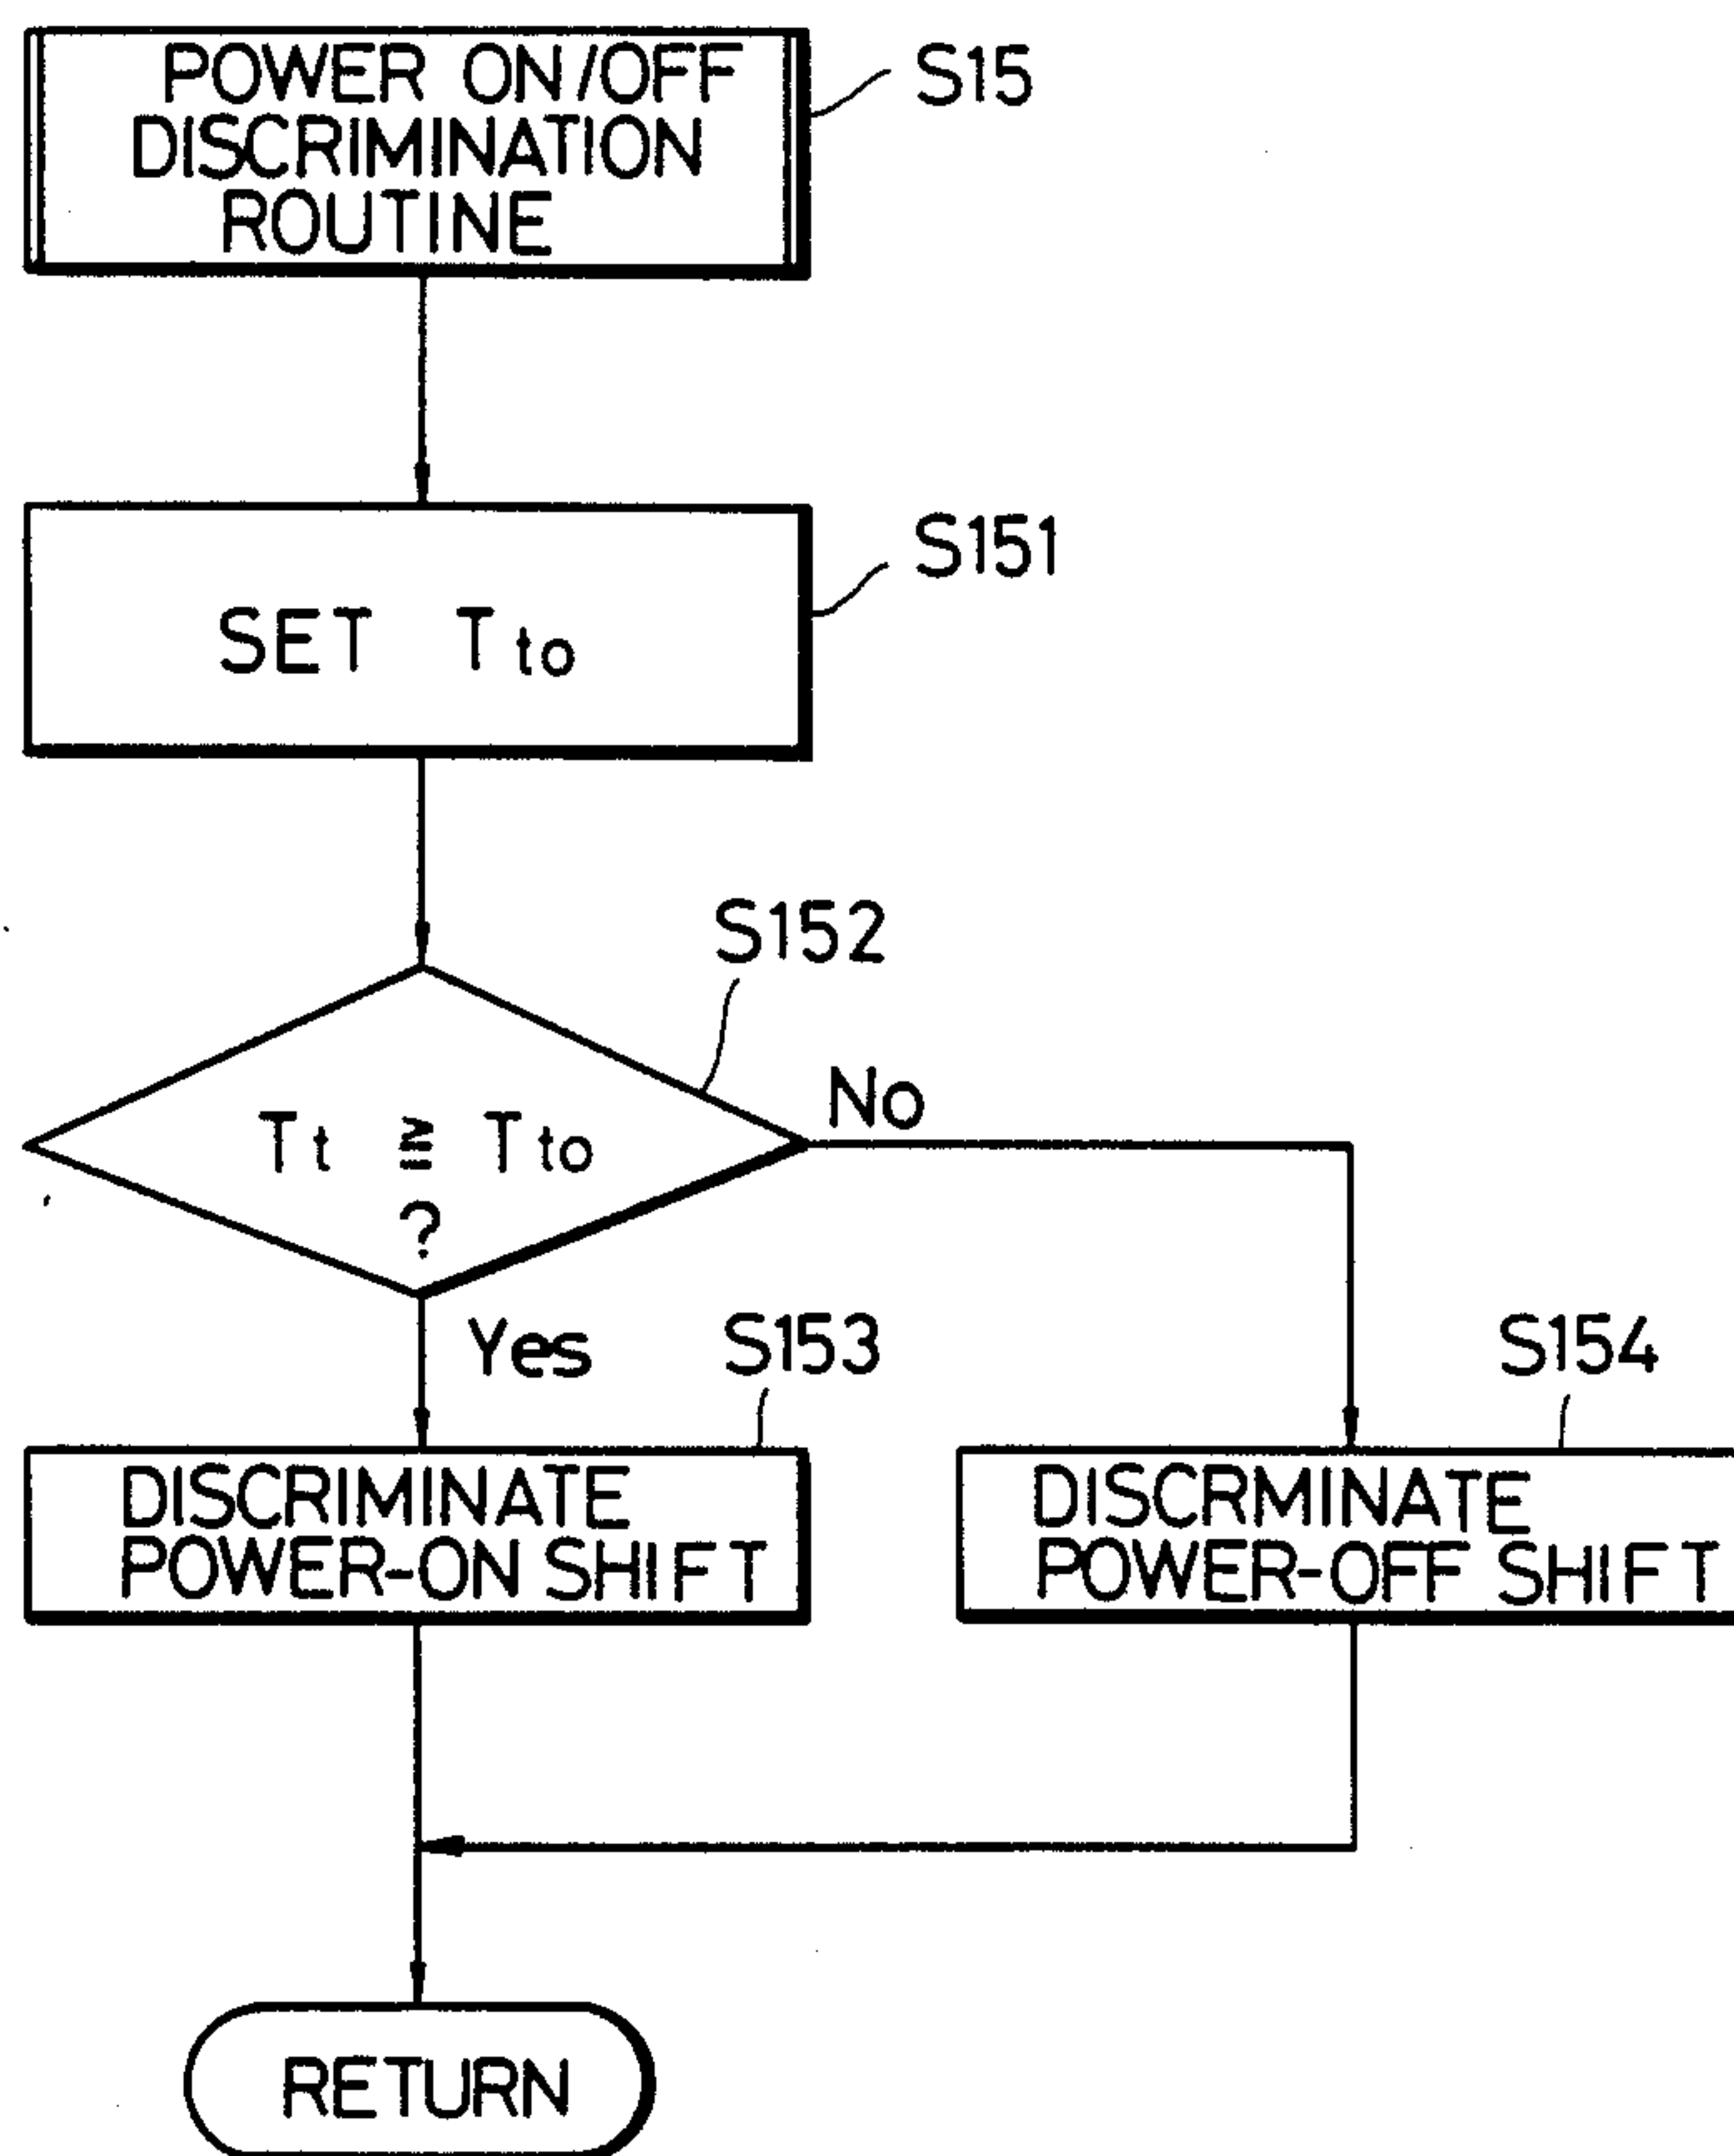 POWER ON/OFF
DISCRIMINATION
ROUTINE
S15
SET Tto
S151
S152
Tt ≧ Tto
?
No
Yes
S153
S154
DISCRIMINATE
POWER-ON SHIFT
DISCRMINATE
POWER-OFF SHIFT
RETURN